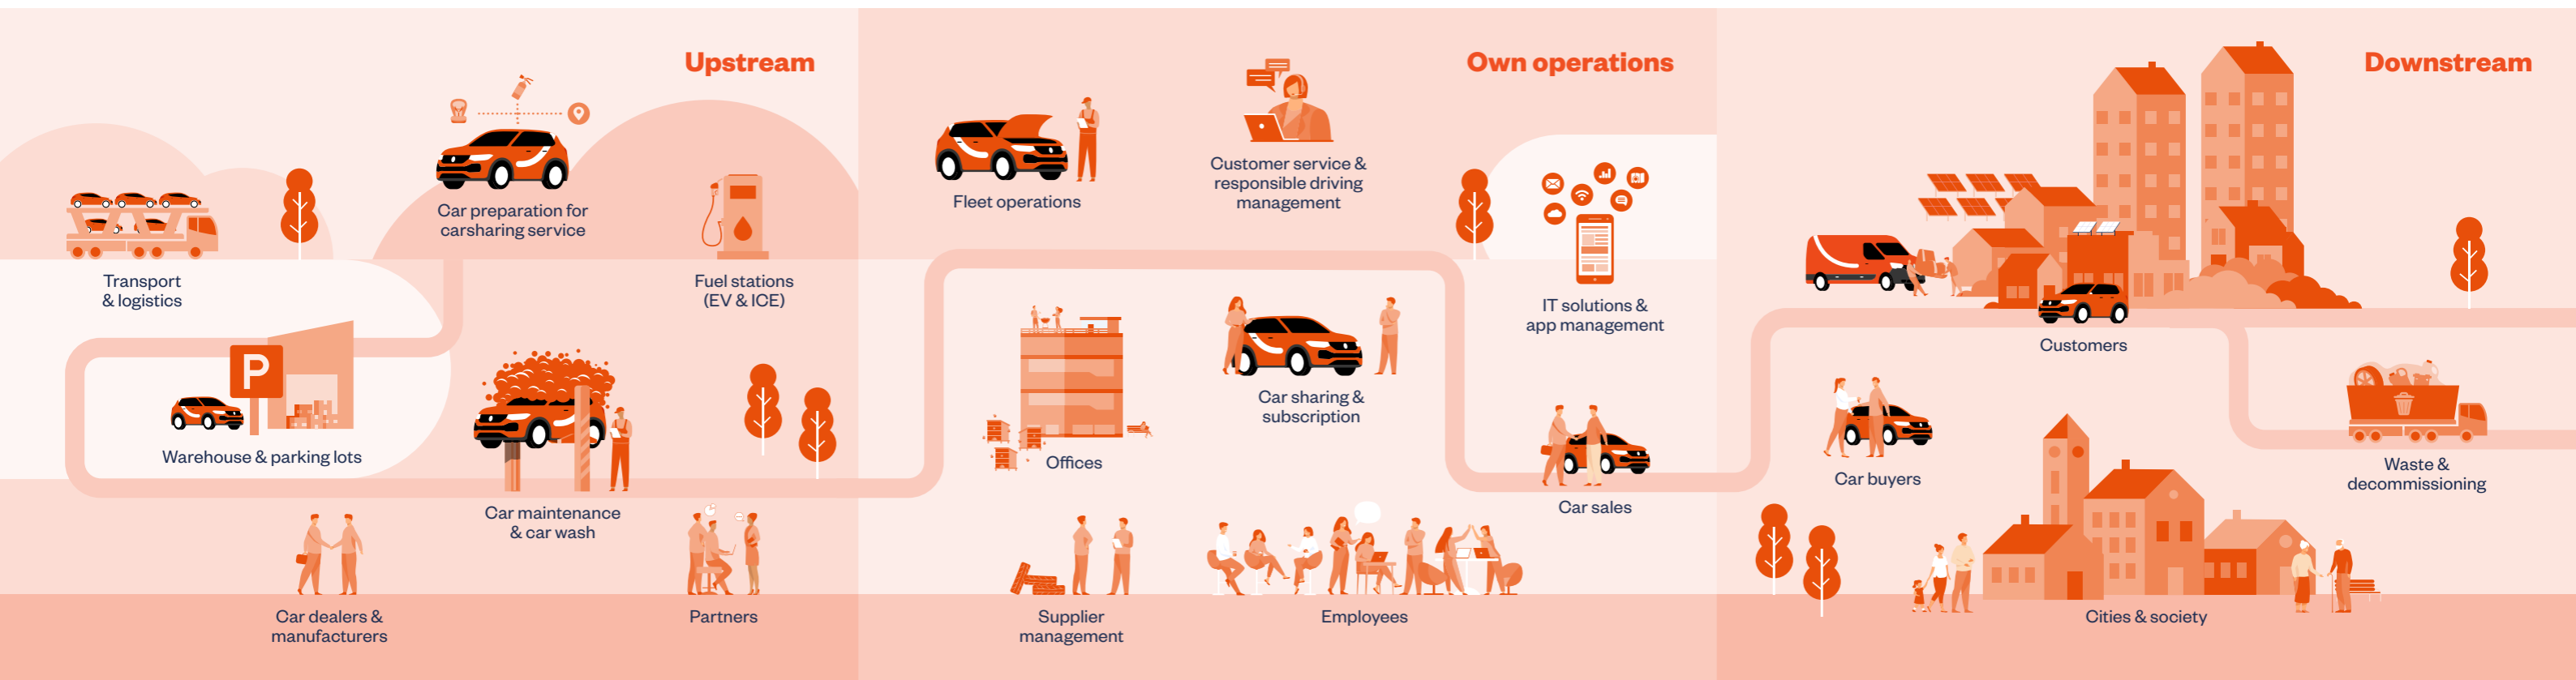 Upstream
Car preparation for
carsharing service
Transport
& logistics
Fuel stations
(EV & ICE)
P
Warehouse & parking lots
Car maintenance
& car wash
Car dealers &
manufacturers
Partners
Own operations
Fleet operations
Customer service &
responsible driving
management
IT solutions &
app management
Car sharing &
subscription
Offices
Car sales
Supplier
management
Employees
Downstream
Customers
Car buyers
Waste &
decommissioning
Cities & society